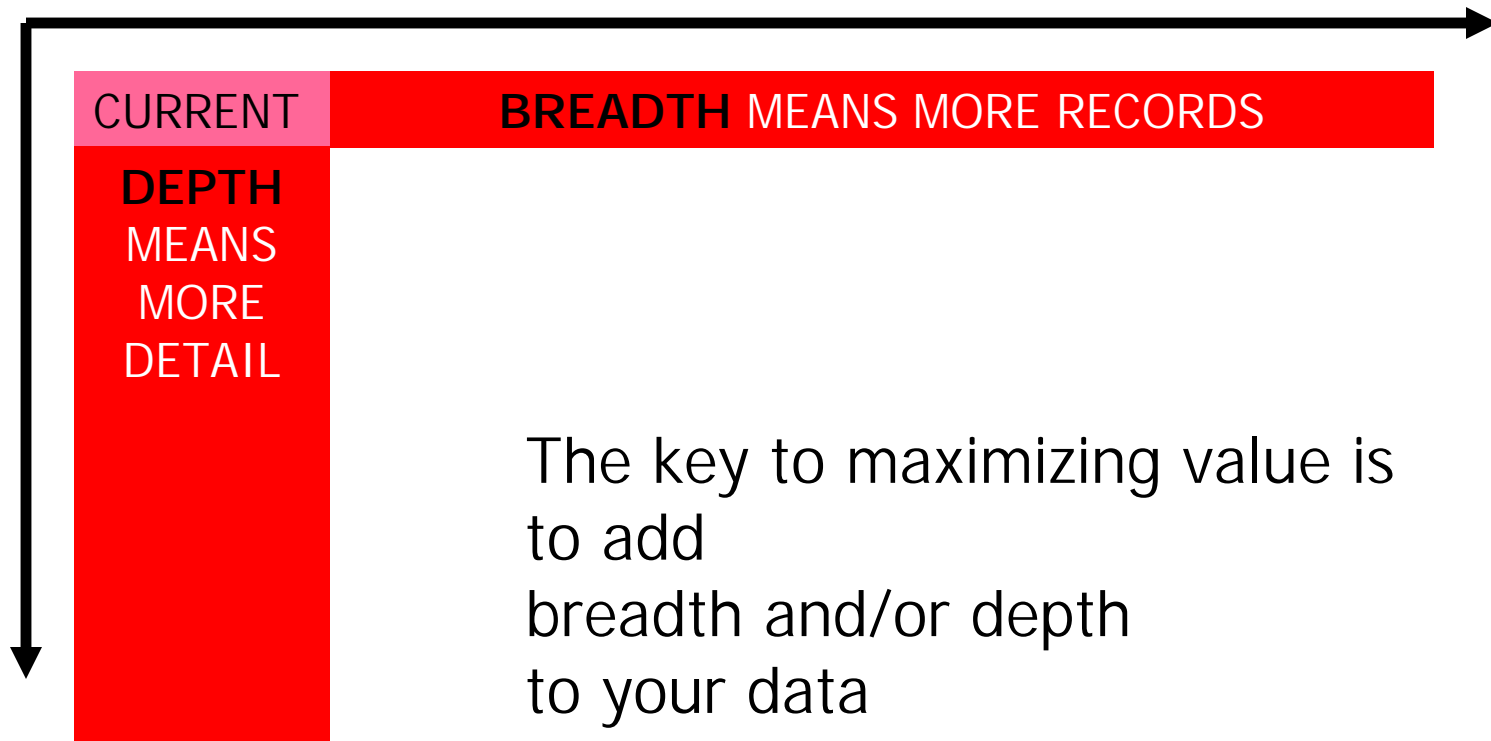 CURRENT
BREADTH MEANS MORE RECORDS
DEPTH
MEANS
MORE
DETAIL
The key to maximizing value is
to add
breadth and/or depth
to your data